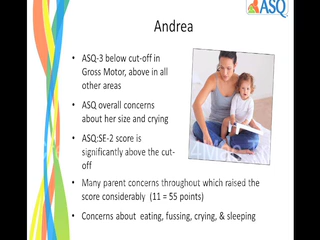 ASQ
Andrea
• ASQ-3 below cut-off in
Gross Motor, above in all
other areas
• ASQ overall concerns
about her size and crying
• ASQ:SE-2 score is
significantly above the cut-
off
• Many parent concerns throughout which raised the
score considerably (11 = 55 points)
• Concerns about eating, fussing, crying, & sleeping